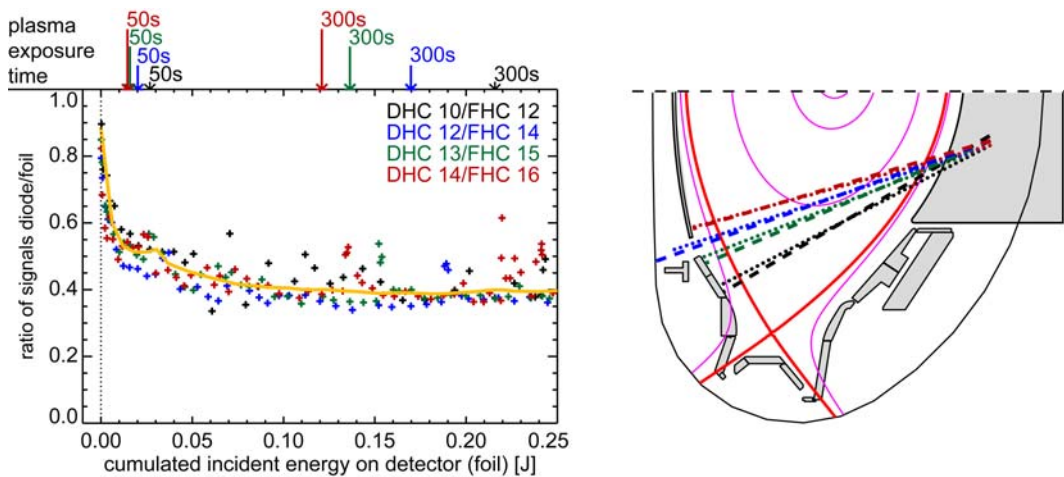 plasma
exposure
time
50s
50s
50s
50s
300s
300s
300s
300s
1.0
0.8
0.6
0.4
0.2
0.0
ratio of signals diode/foil
DHC 10/FHC 12
DHC 12/FHC 14
DHC 13/FHC 15
DHC 14/FHC 16
0.00
0.05
0.10
0.15
0.20
0.25
cumulated incident energy on detector (foil) [J]